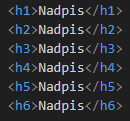 <h1>Nadpis</h1>
<h2>Nadpis</h2>
<h3>Nadpis</h3>
<h4>Nadpis</h4>
<h5>Nadpis</h5>
<h6>Nadpis</h6>